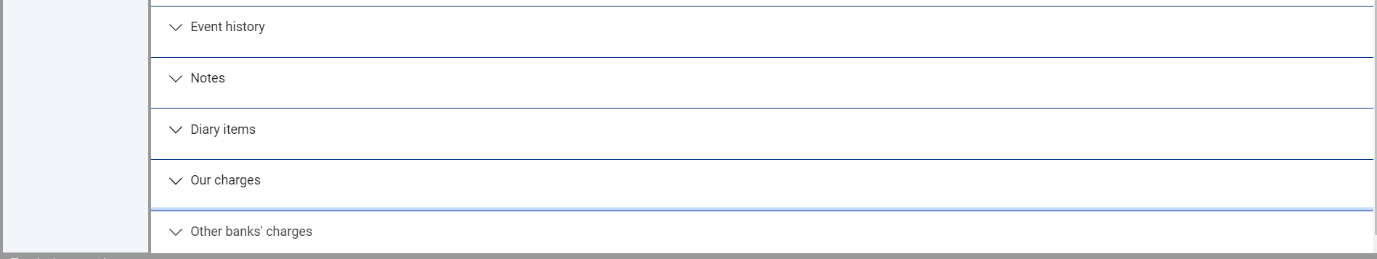 Event history
Notes
Diary items
Our charges
Other banks' charges